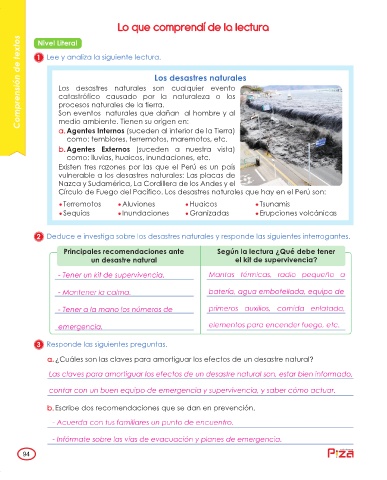 Lo que comprendí de la lectura
Comprensión de textos
Nivel Literal
1 Lee y analiza la siguiente lectura.
Los desastres naturales
Los desastres naturales son cualquier evento
catastrófico causado por la naturaleza o los
procesos naturales de la tierra.
Son eventos naturales que dañan al hombre y al
medio ambiente. Tienen su origen en:
a. Agentes Internos (suceden al interior de la Tierra)
como: temblores, terremotos, maremotos, etc.
b. Agentes Externos (suceden a nuestra vista)
como: lluvias, huaicos, inundaciones, etc.
Existen tres razones por las que el Perú es un país
vulnerable a los desastres naturales: Las placas de
Nazca y Sudamérica, La Cordillera de los Andes y el
Círculo de Fuego del Pacífico. Los desastres naturales que hay en el Perú son:
• Terremotos • Aluviones • Huaicos • Tsunamis
• Sequías • Inundaciones • Granizadas • Erupciones volcánicas
2 Deduce e investiga sobre los desastres naturales y responde las siguientes interrogantes.
Principales recomendaciones ante
un desastre natural
Según la lectura ¿Qué debe tener
el kit de supervivencia?
- Tener un kit de supervivencia.
- Mantener la calma.
- Tener a la mano los números de
emergencia.
Mantas térmicas, radio pequeño a
batería, agua embotellada, equipo de
primeros auxilios, comida enlatada,
elementos para encender fuego, etc.
3 Responde las siguientes preguntas.
a. ¿Cuáles son las claves para amortiguar los efectos de un desastre natural?
Las claves para amortiguar los efectos de un desastre natural son, estar bien informado,
contar con un buen equipo de emergencia y supervivencia, y saber cómo actuar.
b. Escribe dos recomendaciones que se dan en prevención.
- Acuerda con tus familiares un punto de encuentro.
- Infórmate sobre las vías de evacuación y planes de emergencia.
94
Pizá